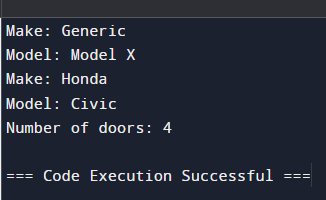 Make: Generic
Model: Model X
Make: Honda
Model: Civic
Number of doors: 4
=== Code Execution Successful ===